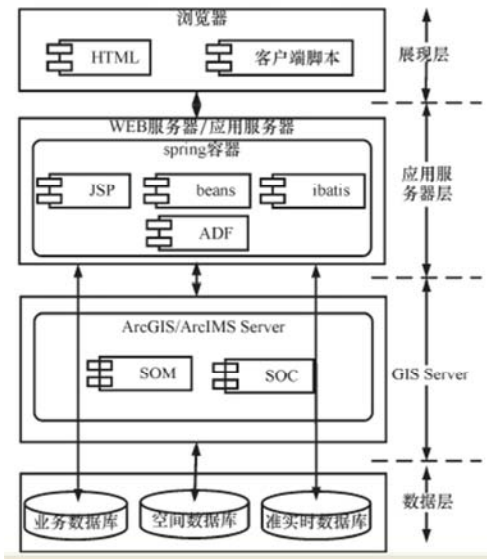 浏览器
HTML
客户端脚本
展现层
WEB服务器/应用服务器
spring容器
JSP
beans
ibatis
ADF
应用服
务器层
ArcGIS/ArcIMS Server
SOM
SOC
GIS Server
业务数据库
空间数据库
准实时数据库
数据层